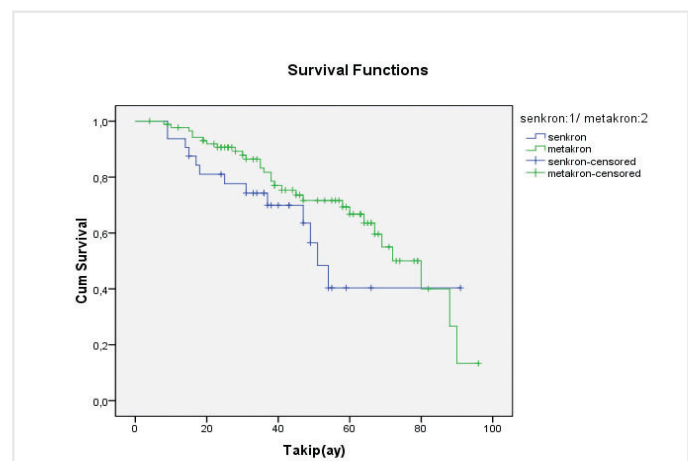 Survival Functions
senkron:1/ metakron:2
senkron
metakron
senkron-censored
metakron-censored
Cum Survival
1,0
0,8
0,6
0,4
0,2
0,0
0 20 40 60 80 100
Takip(ay)